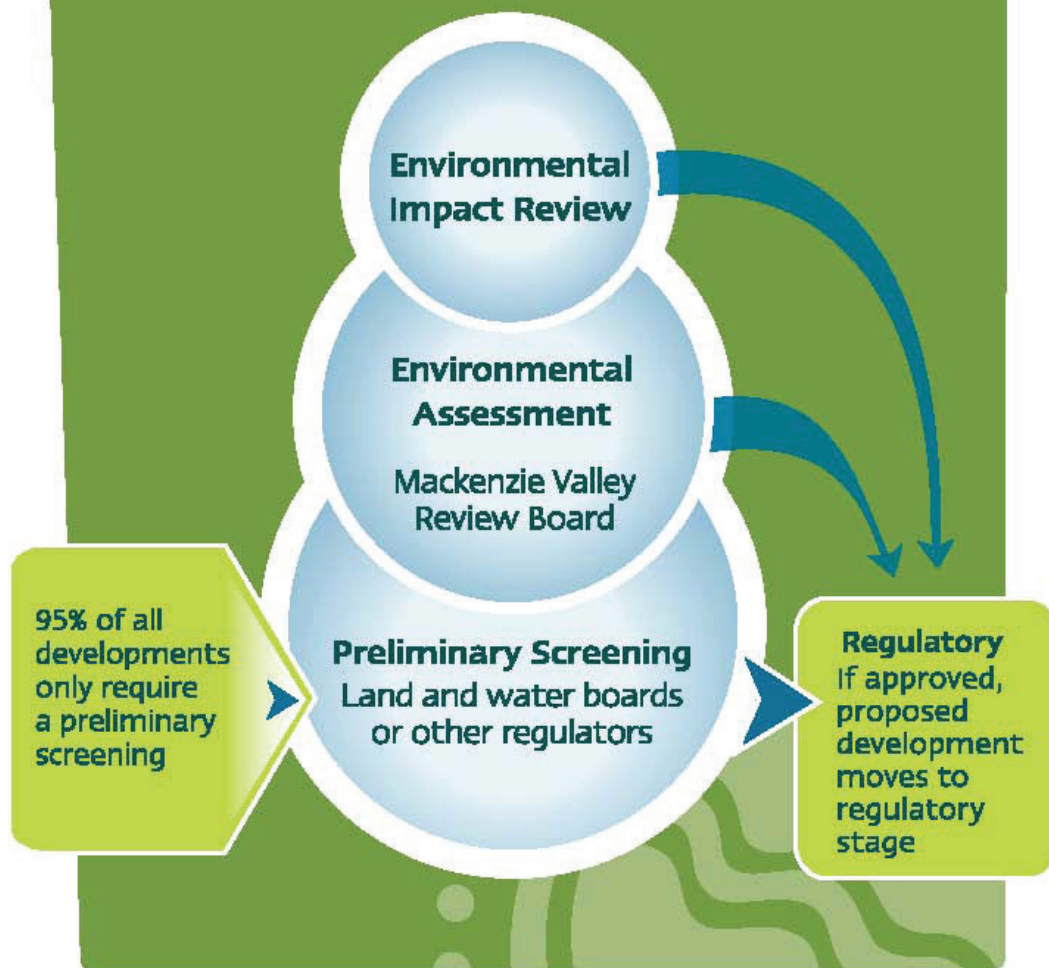 Environmental
Impact Review
Environmental
Assessment
Mackenzie Valley
Review Board
95% of all
developments
only require
a preliminary
screening
Preliminary Screening
Land and water boards
or other regulators
Regulatory
If approved,
proposed
development
moves to
regulatory
stage